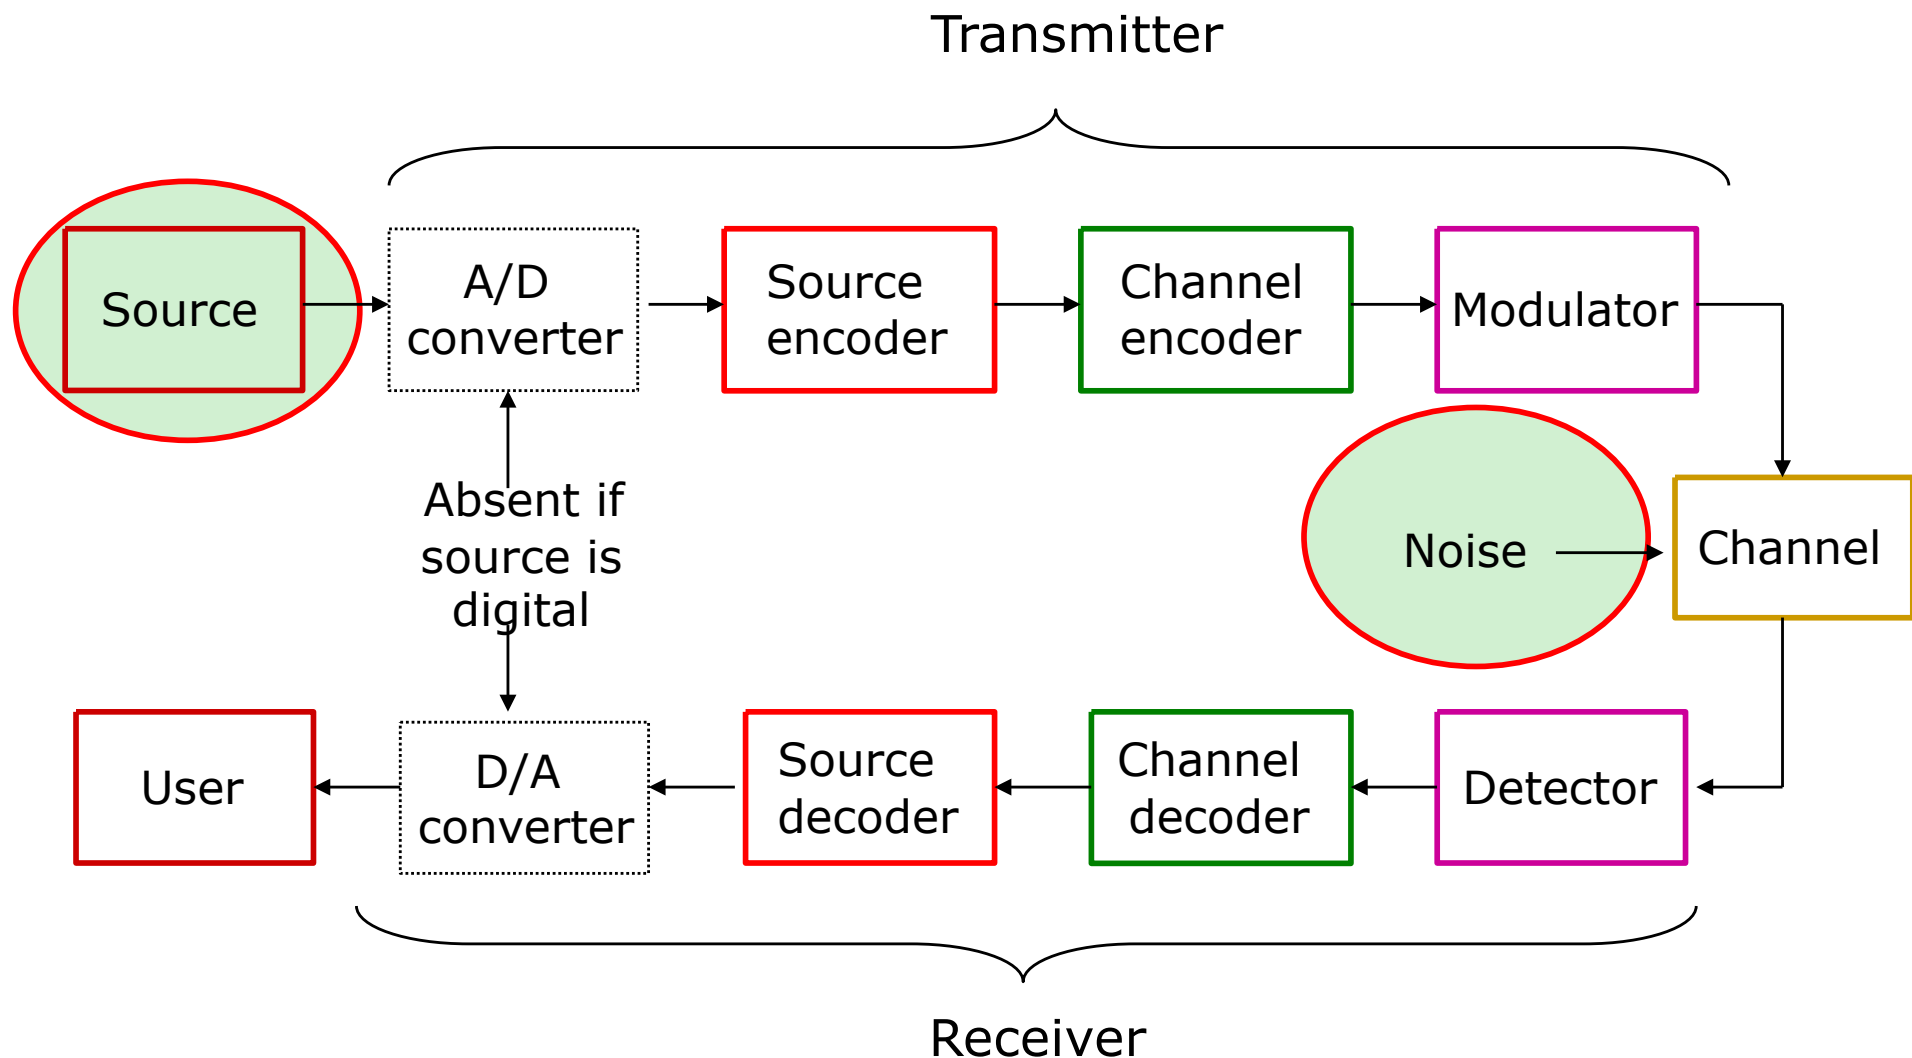 Transmitter
Source
A/D
converter
Source
encoder
Channel
encoder
Modulator
Absent if
source is
digital
Noise
Channel
User
D/A
converter
Source
decoder
Channel
decoder
Detector
Receiver